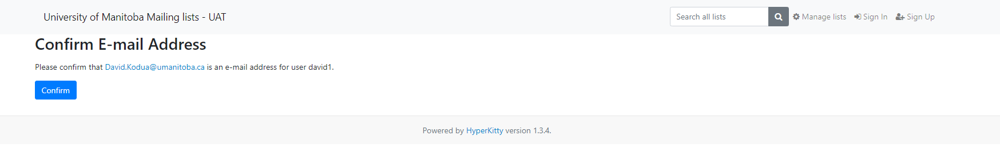 University of Manitoba Mailing lists - UAT
Search all lists
Manage lists
Sign In
Sign Up
Confirm E-mail Address
Please confirm that David.Kodua@umanitoba.ca is an e-mail address for user david1.
Confirm
Powered by HyperKitty version 1.3.4.